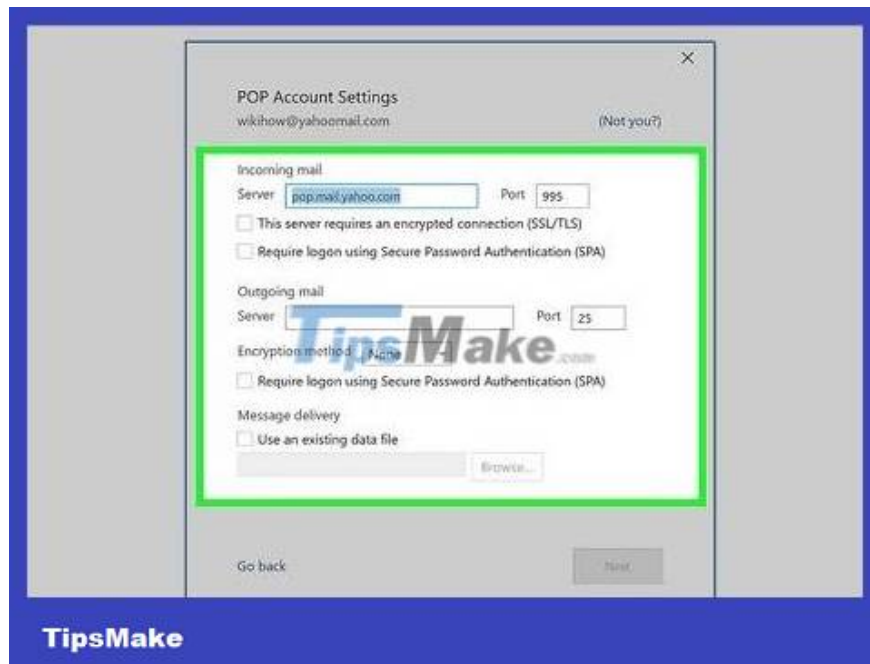 POP Account Settings
wikihow@yahoomail.com (Not you?)
Incoming mail
Server pop.mail.yahoo.com Port 995
This server requires an encrypted connection (SSL/TLS)
Require logon using Secure Password Authentication (SPA)
Outgoing mail
Server Port 25
TipsMake.com
Encryption method None
Require logon using Secure Password Authentication (SPA)
Message delivery
Use an existing data file
Browse...
Go back Next
TipsMake